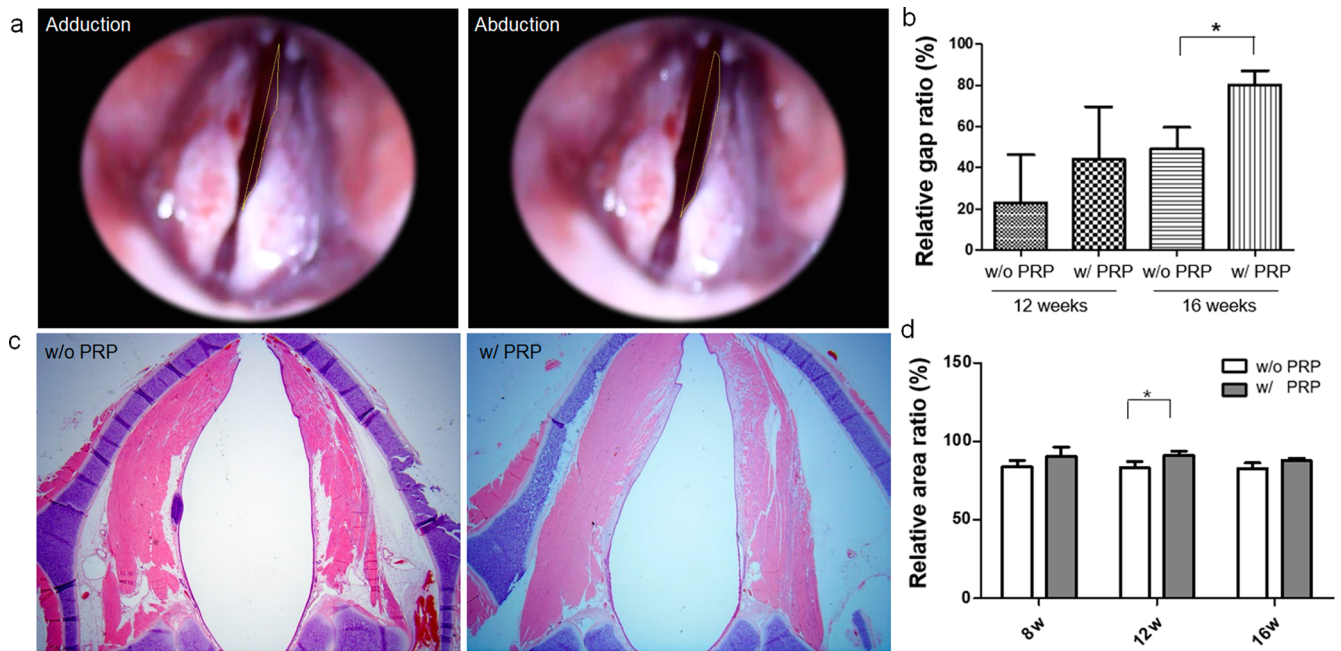 a
Adduction
Abduction
b
Relative gap ratio (%)
100
80
60
40
20
0
*
w/o PRP
w/ PRP
w/o PRP
w/ PRP
12 weeks
16 weeks
c
w/o PRP
w/ PRP
d
Relative area ratio (%)
150
100
50
0
w/o PRP
w/ PRP
*
8w
12w
16w